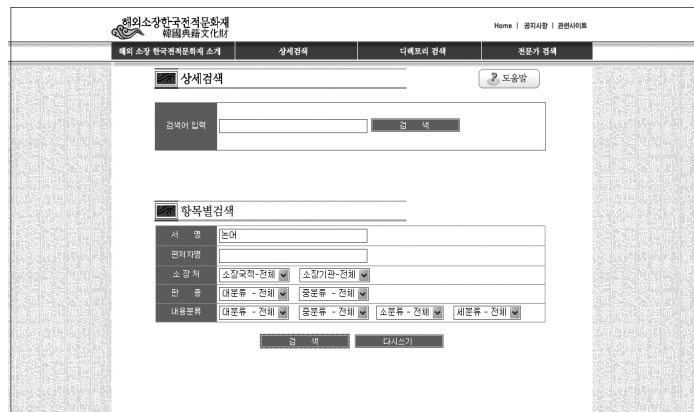 해외소장한국전적문화재
韓國典籍文化財
Home | 공지사항 | 관련사이트
해외 소장 한국전적문화재 소개 상세검색 디렉토리 검색 전문가 검색
상세검색 도움말
검색어 입력 검 색
항목별검색
서 명 논어
편저자명
소 장 처 소장국적-전체 소장기관-전체
판 종 대분류 - 전체 중분류 - 전체
내용분류 대분류 - 전체 중분류 - 전체 소분류 - 전체 세분류 - 전체
검 색 다시쓰기